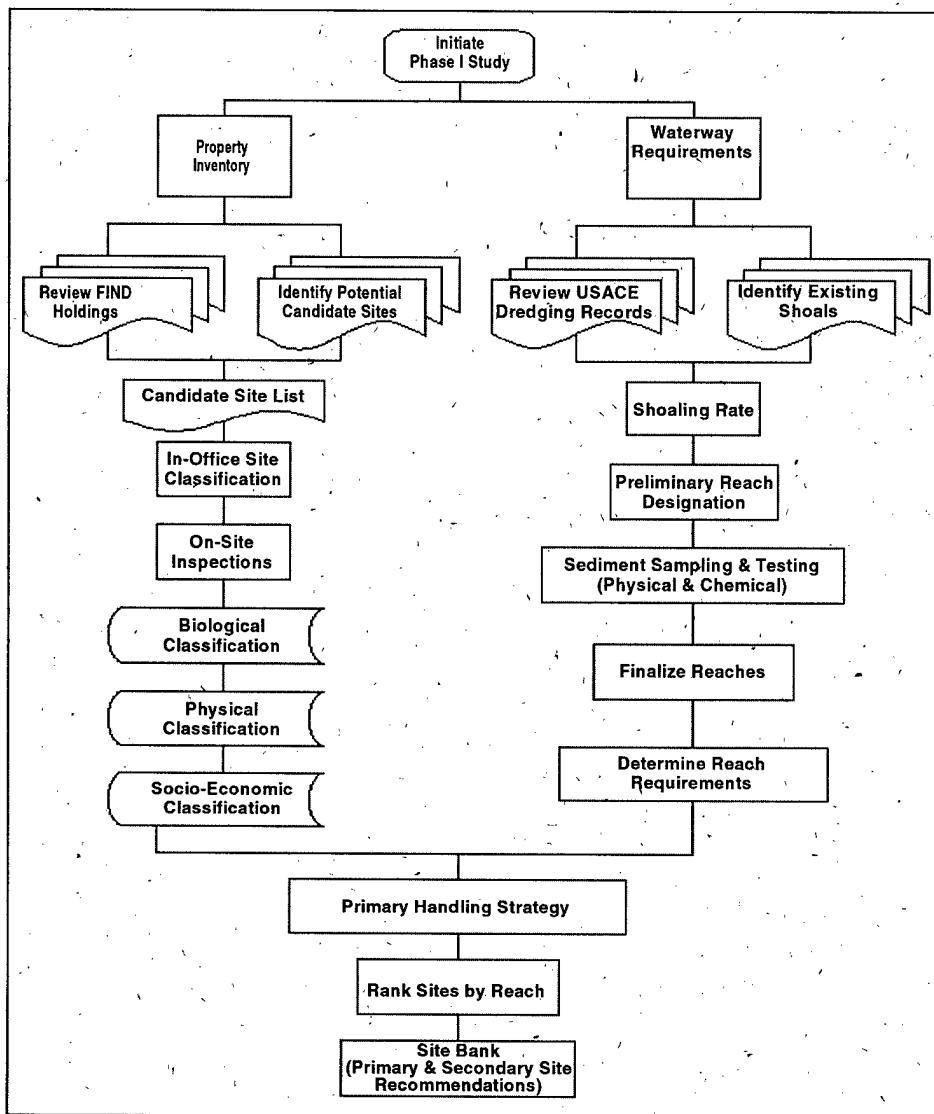 Initiate
Phase I Study
Property
Inventory
Waterway
Requirements
Review FIND
Holdings
Identify Potential
Candidate Sites
Review USACE
Dredging Records
Identify Existing
Shoals
Candidate Site List
Shoaling Rate
In-Office Site
Classification
Preliminary Reach
Designation
On-Site
Inspections
Sediment Sampling & Testing
(Physical & Chemical)
Biological
Classification
Finalize Reaches
Physical
Classification
Determine Reach
Requirements
Socio-Economic
Classification
Primary Handling Strategy
Rank Sites by Reach
Site Bank
(Primary & Secondary Site
Recommendations)